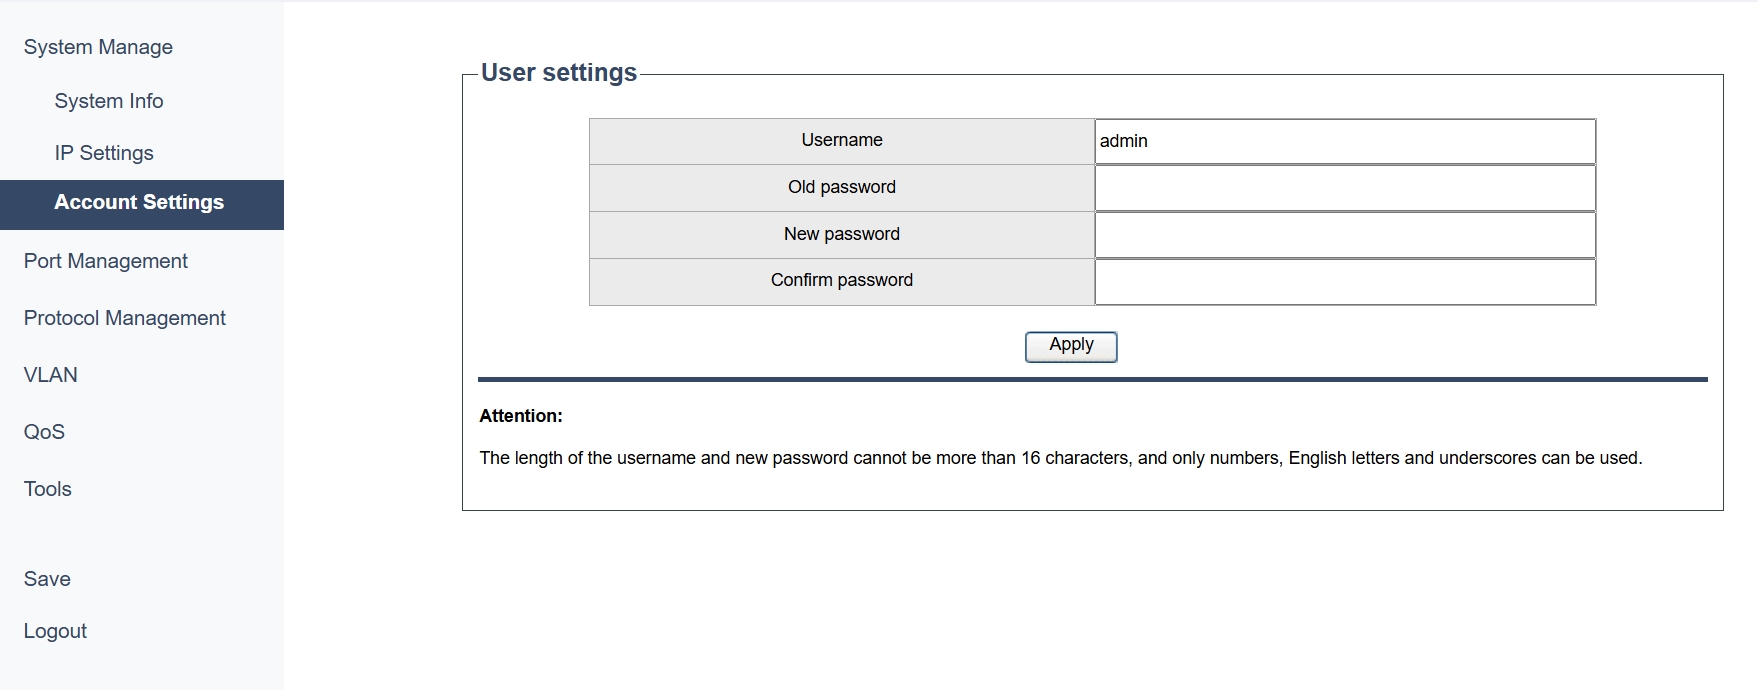 System Manage
System Info
IP Settings
Account Settings
Port Management
Protocol Management
VLAN
QoS
Tools
Save
Logout
User settings
Username admin
Old password
New password
Confirm password
Apply
Attention:
The length of the username and new password cannot be more than 16 characters, and only numbers, English letters and underscores can be used.